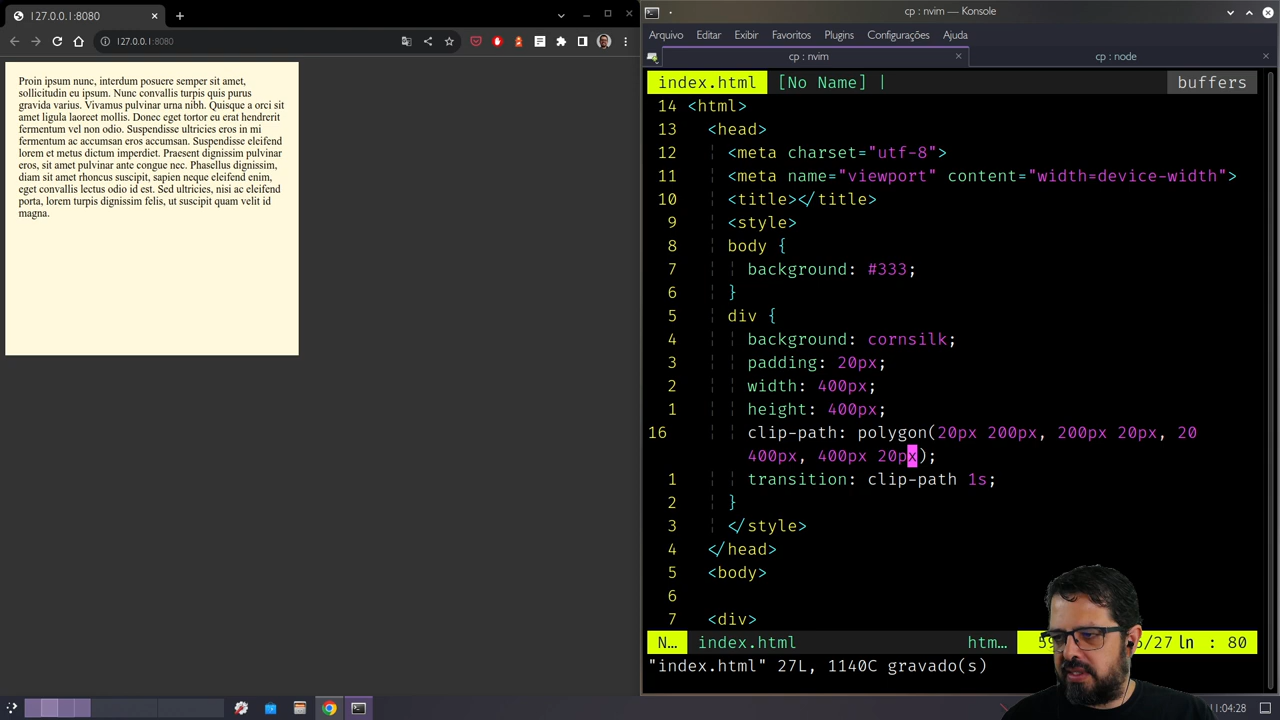 127.0.0.1:8080
127.0.0.1:8080
Proin ipsum nunc, interdum posuere semper sit amet,
sollicitudin eu ipsum. Nunc convallis turpis quis purus
gravida varius. Vivamus pulvinar urna nibh. Quisque a orci sit
amet ligula laoreet mollis. Donec eget tortor eu erat hendrerit
fermentum vel non odio. Suspendisse ultricies eros in mi
fermentum ac accumsan eros accumsan. Suspendisse eleifend
lorem et metus dictum imperdiet. Praesent dignissim pulvinar
eros, sit amet pulvinar ante congue nec. Phasellus dignissim,
diam sit amet rhoncus suscipit, sapien neque eleifend enim,
eget convallis lectus odio id est. Sed ultricies, nisi ac eleifend
porta, lorem turpis dignissim felis, ut suscipit quam velit id
magna.
cp : nvim — Konsole
Arquivo Editar Exibir Favoritos Plugins Configurações Ajuda
cp : nvim
cp : node
index.html [No Name] | buffers
14 <html>
13 <head>
12 <meta charset="utf-8">
11 <meta name="viewport" content="width=device-width">
10 <title></title>
9 <style>
8 body {
7 background: #333;
6 }
5 div {
4 background: cornsilk;
3 padding: 20px;
2 width: 400px;
1 height: 400px;
16 clip-path: polygon(20px 200px, 200px 20px, 20
400px, 400px 20px);
1 transition: clip-path 1s;
2 }
3 </style>
4 </head>
5 <body>
6
7 <div>
N… index.html htm… /27 ln : 80
"index.html" 27L, 1140C gravado(s)
11:04:28